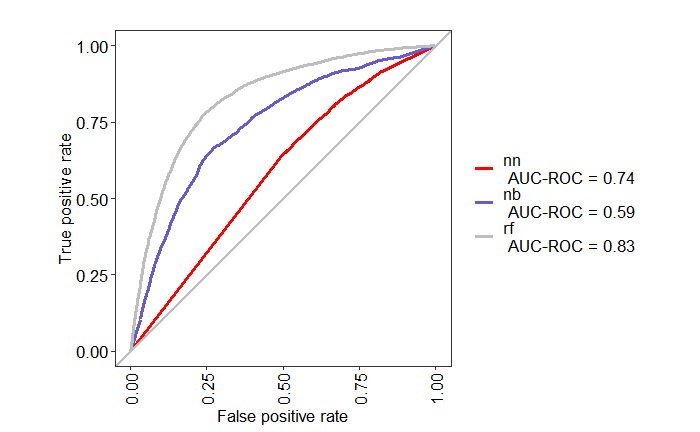 1.00
0.75
0.50
0.25
0.00
True positive rate
0.00
0.25
0.50
0.75
1.00
False positive rate
nn
AUC-ROC = 0.74
nb
AUC-ROC = 0.59
rf
AUC-ROC = 0.83